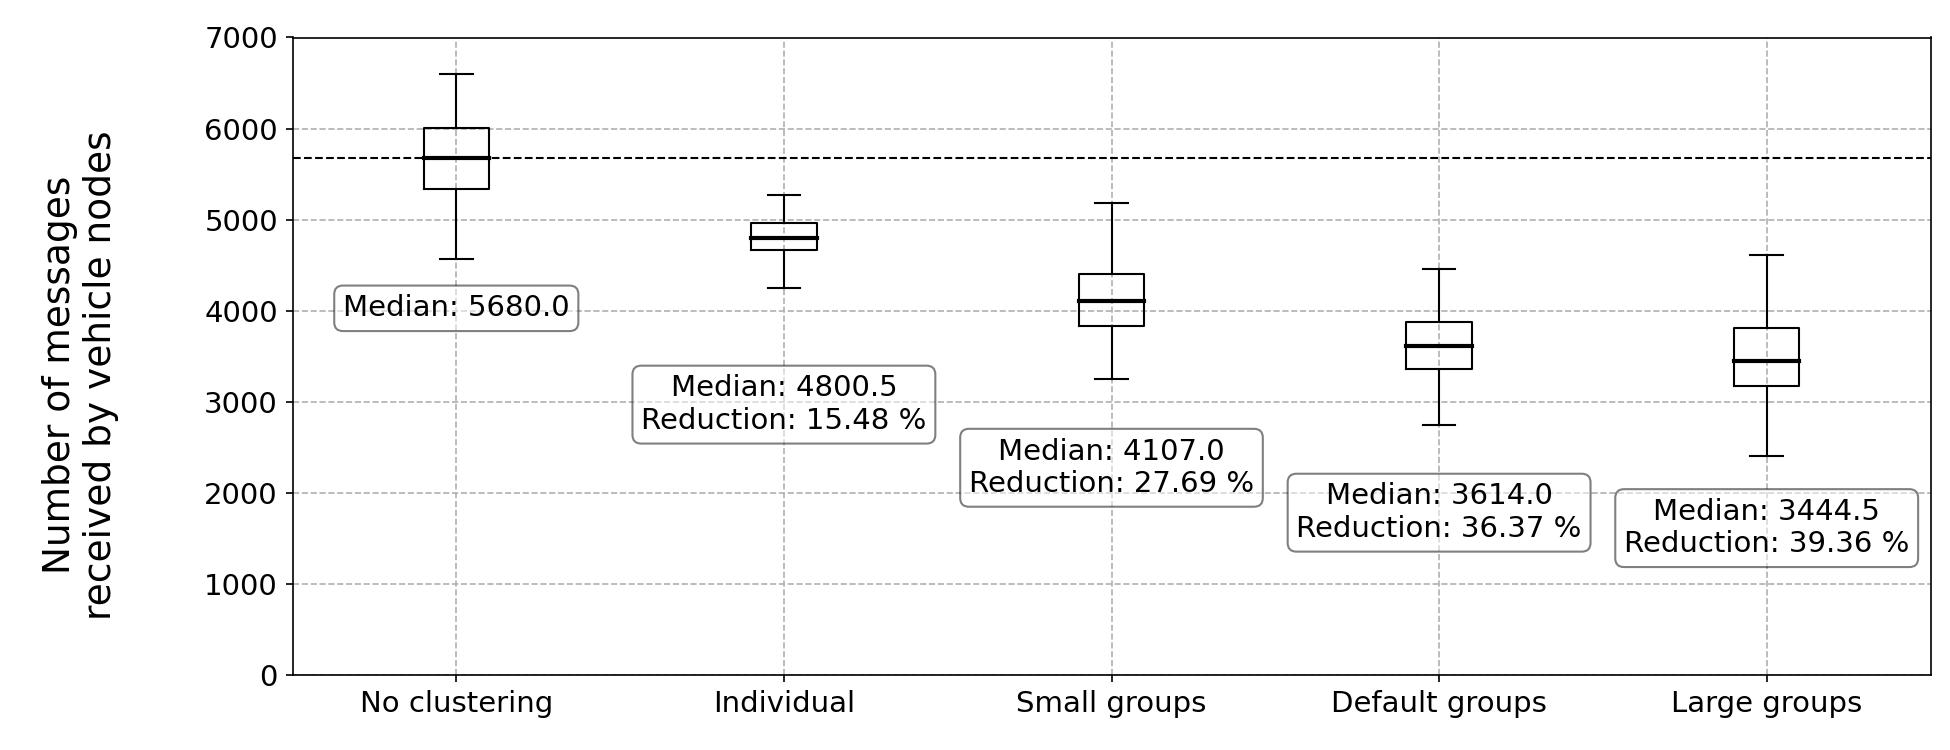 Number of messages
received by vehicle nodes
7000
6000
5000
4000
3000
2000
1000
0
Median: 5680.0
Median: 4800.5
Reduction: 15.48 %
Median: 4107.0
Reduction: 27.69 %
Median: 3614.0
Reduction: 36.37 %
Median: 3444.5
Reduction: 39.36 %
No clustering
Individual
Small groups
Default groups
Large groups